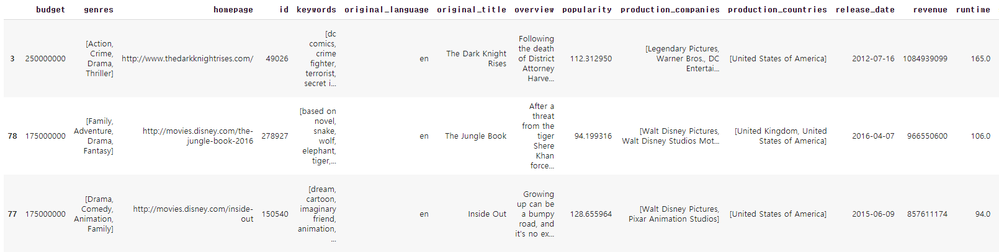 budget genres homepage id keywords original_language original_title overview popularity production_companies production_countries release_date revenue runtime
3 250000000 [Action, Crime, Drama, Thriller] http://www.thedarkknightrises.com/ 49026 [dc comics, crime fighter, terrorist, secret i... en The Dark Knight Rises Following the death of District Attorney Harve... 112.312950 [Legendary Pictures, Warner Bros., DC Entertai... [United States of America] 2012-07-16 1084939099 165.0
78 175000000 [Family, Adventure, Drama, Fantasy] http://movies.disney.com/the-jungle-book-2016 278927 [based on novel, snake, wolf, elephant, tiger,... en The Jungle Book After a threat from the tiger Shere Khan force... 94.199316 [Walt Disney Pictures, Walt Disney Studios Mot... [United Kingdom, United States of America] 2016-04-07 966550600 106.0
77 175000000 [Drama, Comedy, Animation, Family] http://movies.disney.com/inside-out 150540 [dream, cartoon, imaginary friend, animation, ... en Inside Out Growing up can be a bumpy road, and it's no ex... 128.655964 [Walt Disney Pictures, Pixar Animation Studios] [United States of America] 2015-06-09 857611174 94.0